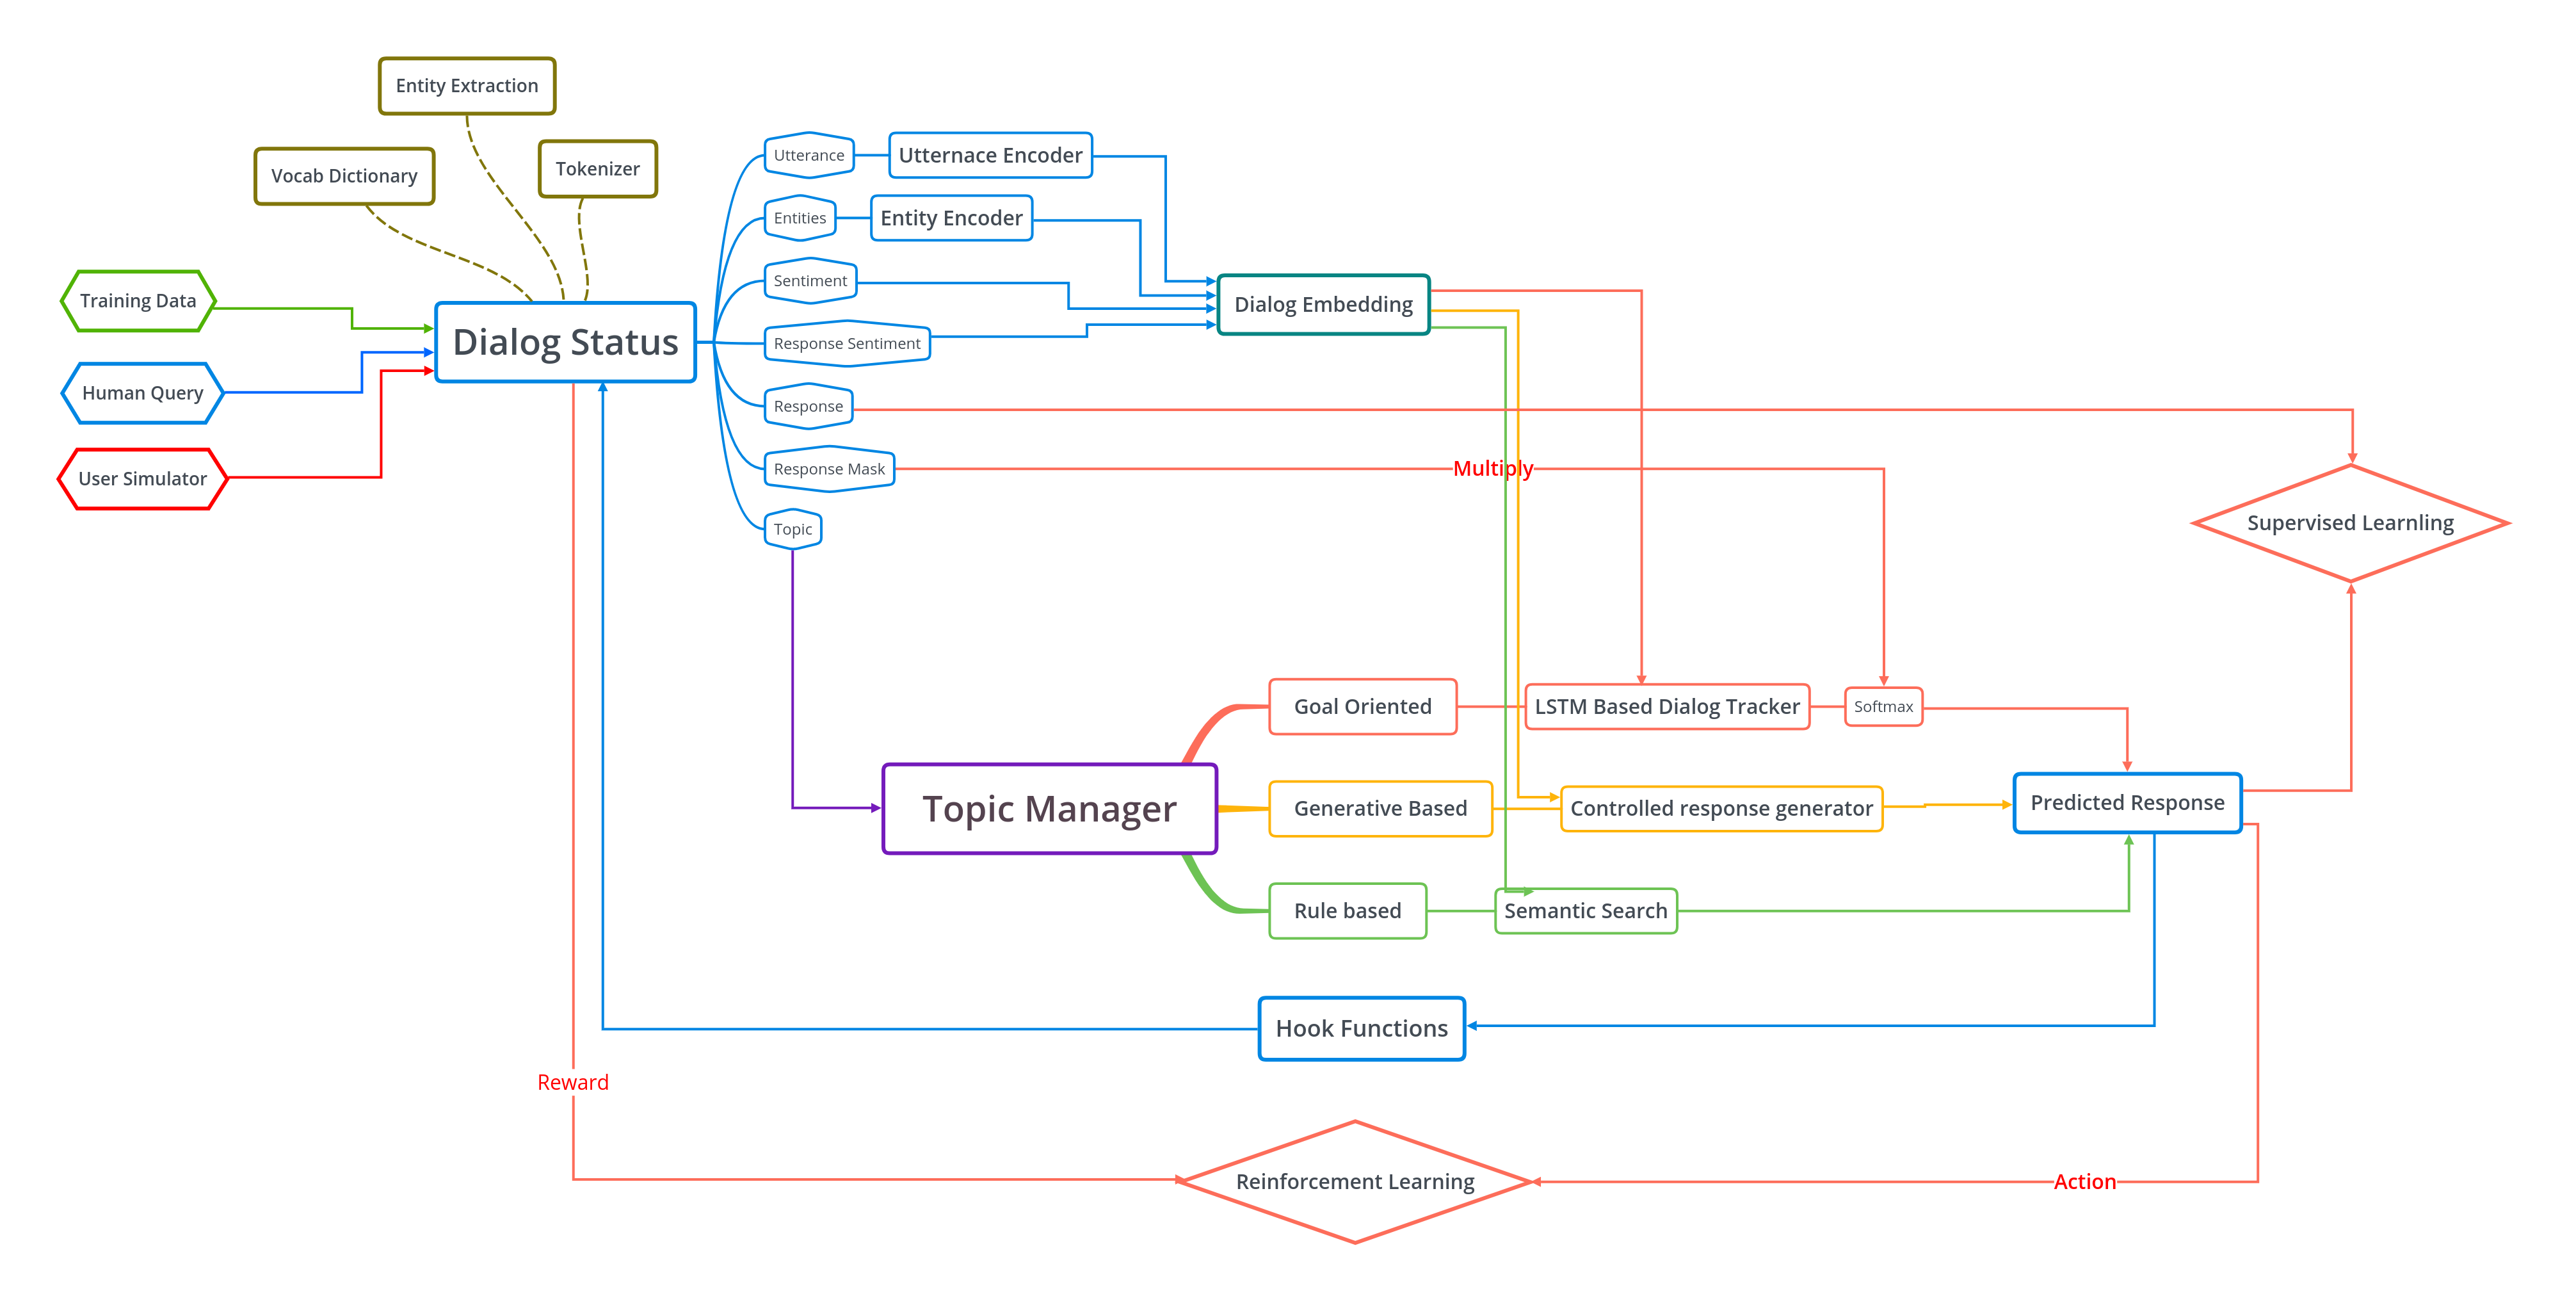 Entity Extraction
Vocab Dictionary
Tokenizer
Training Data
Human Query
User Simulator
Dialog Status
Utterance
Utternace Encoder
Entities
Entity Encoder
Sentiment
Response Sentiment
Response
Response Mask
Topic
Dialog Embedding
Multiply
Supervised Learnling
Goal Oriented
LSTM Based Dialog Tracker
Softmax
Topic Manager
Generative Based
Controlled response generator
Predicted Response
Rule based
Semantic Search
Hook Functions
Reward
Reinforcement Learning
Action